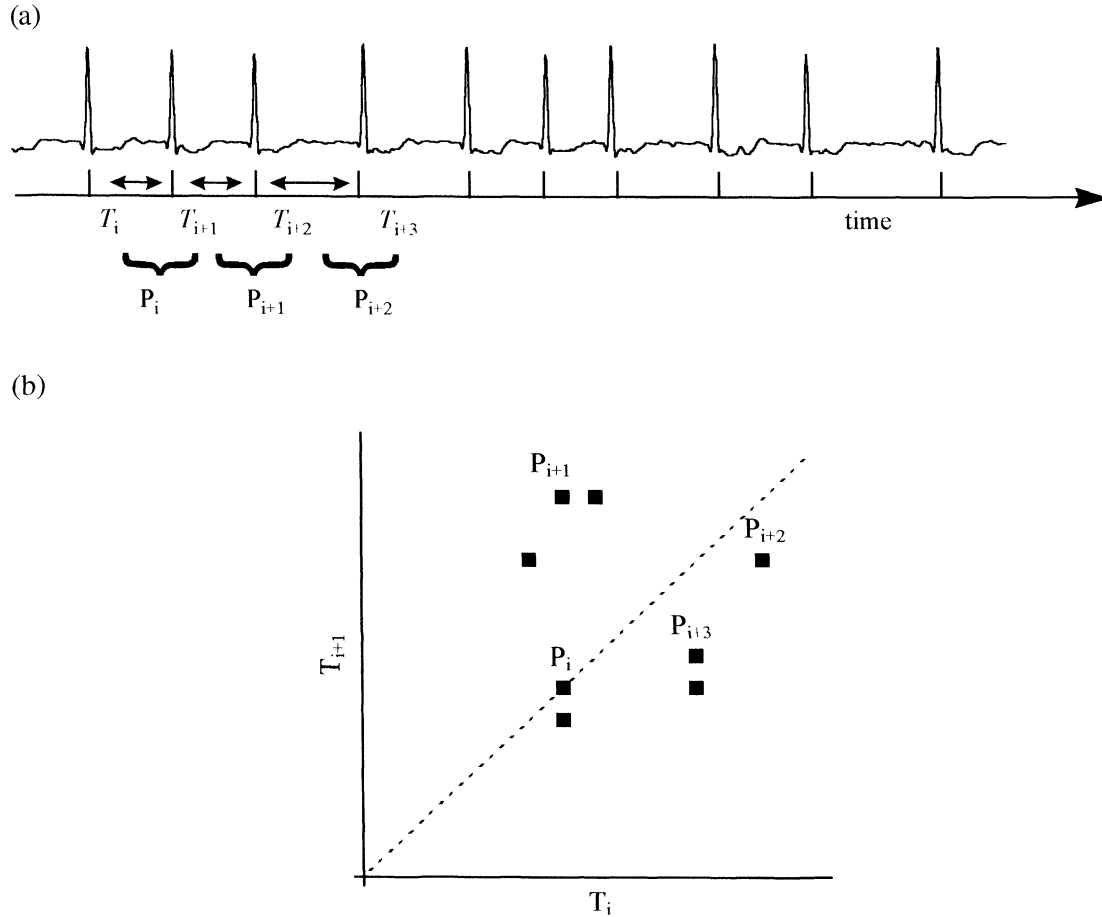 (a)
Tᵢ Tᵢ₊₁ Tᵢ₊₂ Tᵢ₊₃ time
Pᵢ Pᵢ₊₁ Pᵢ₊₂
(b)
Pᵢ₊₁
Pᵢ₊₂
Pᵢ₊₃
Pᵢ
Tᵢ₊₁
Tᵢ